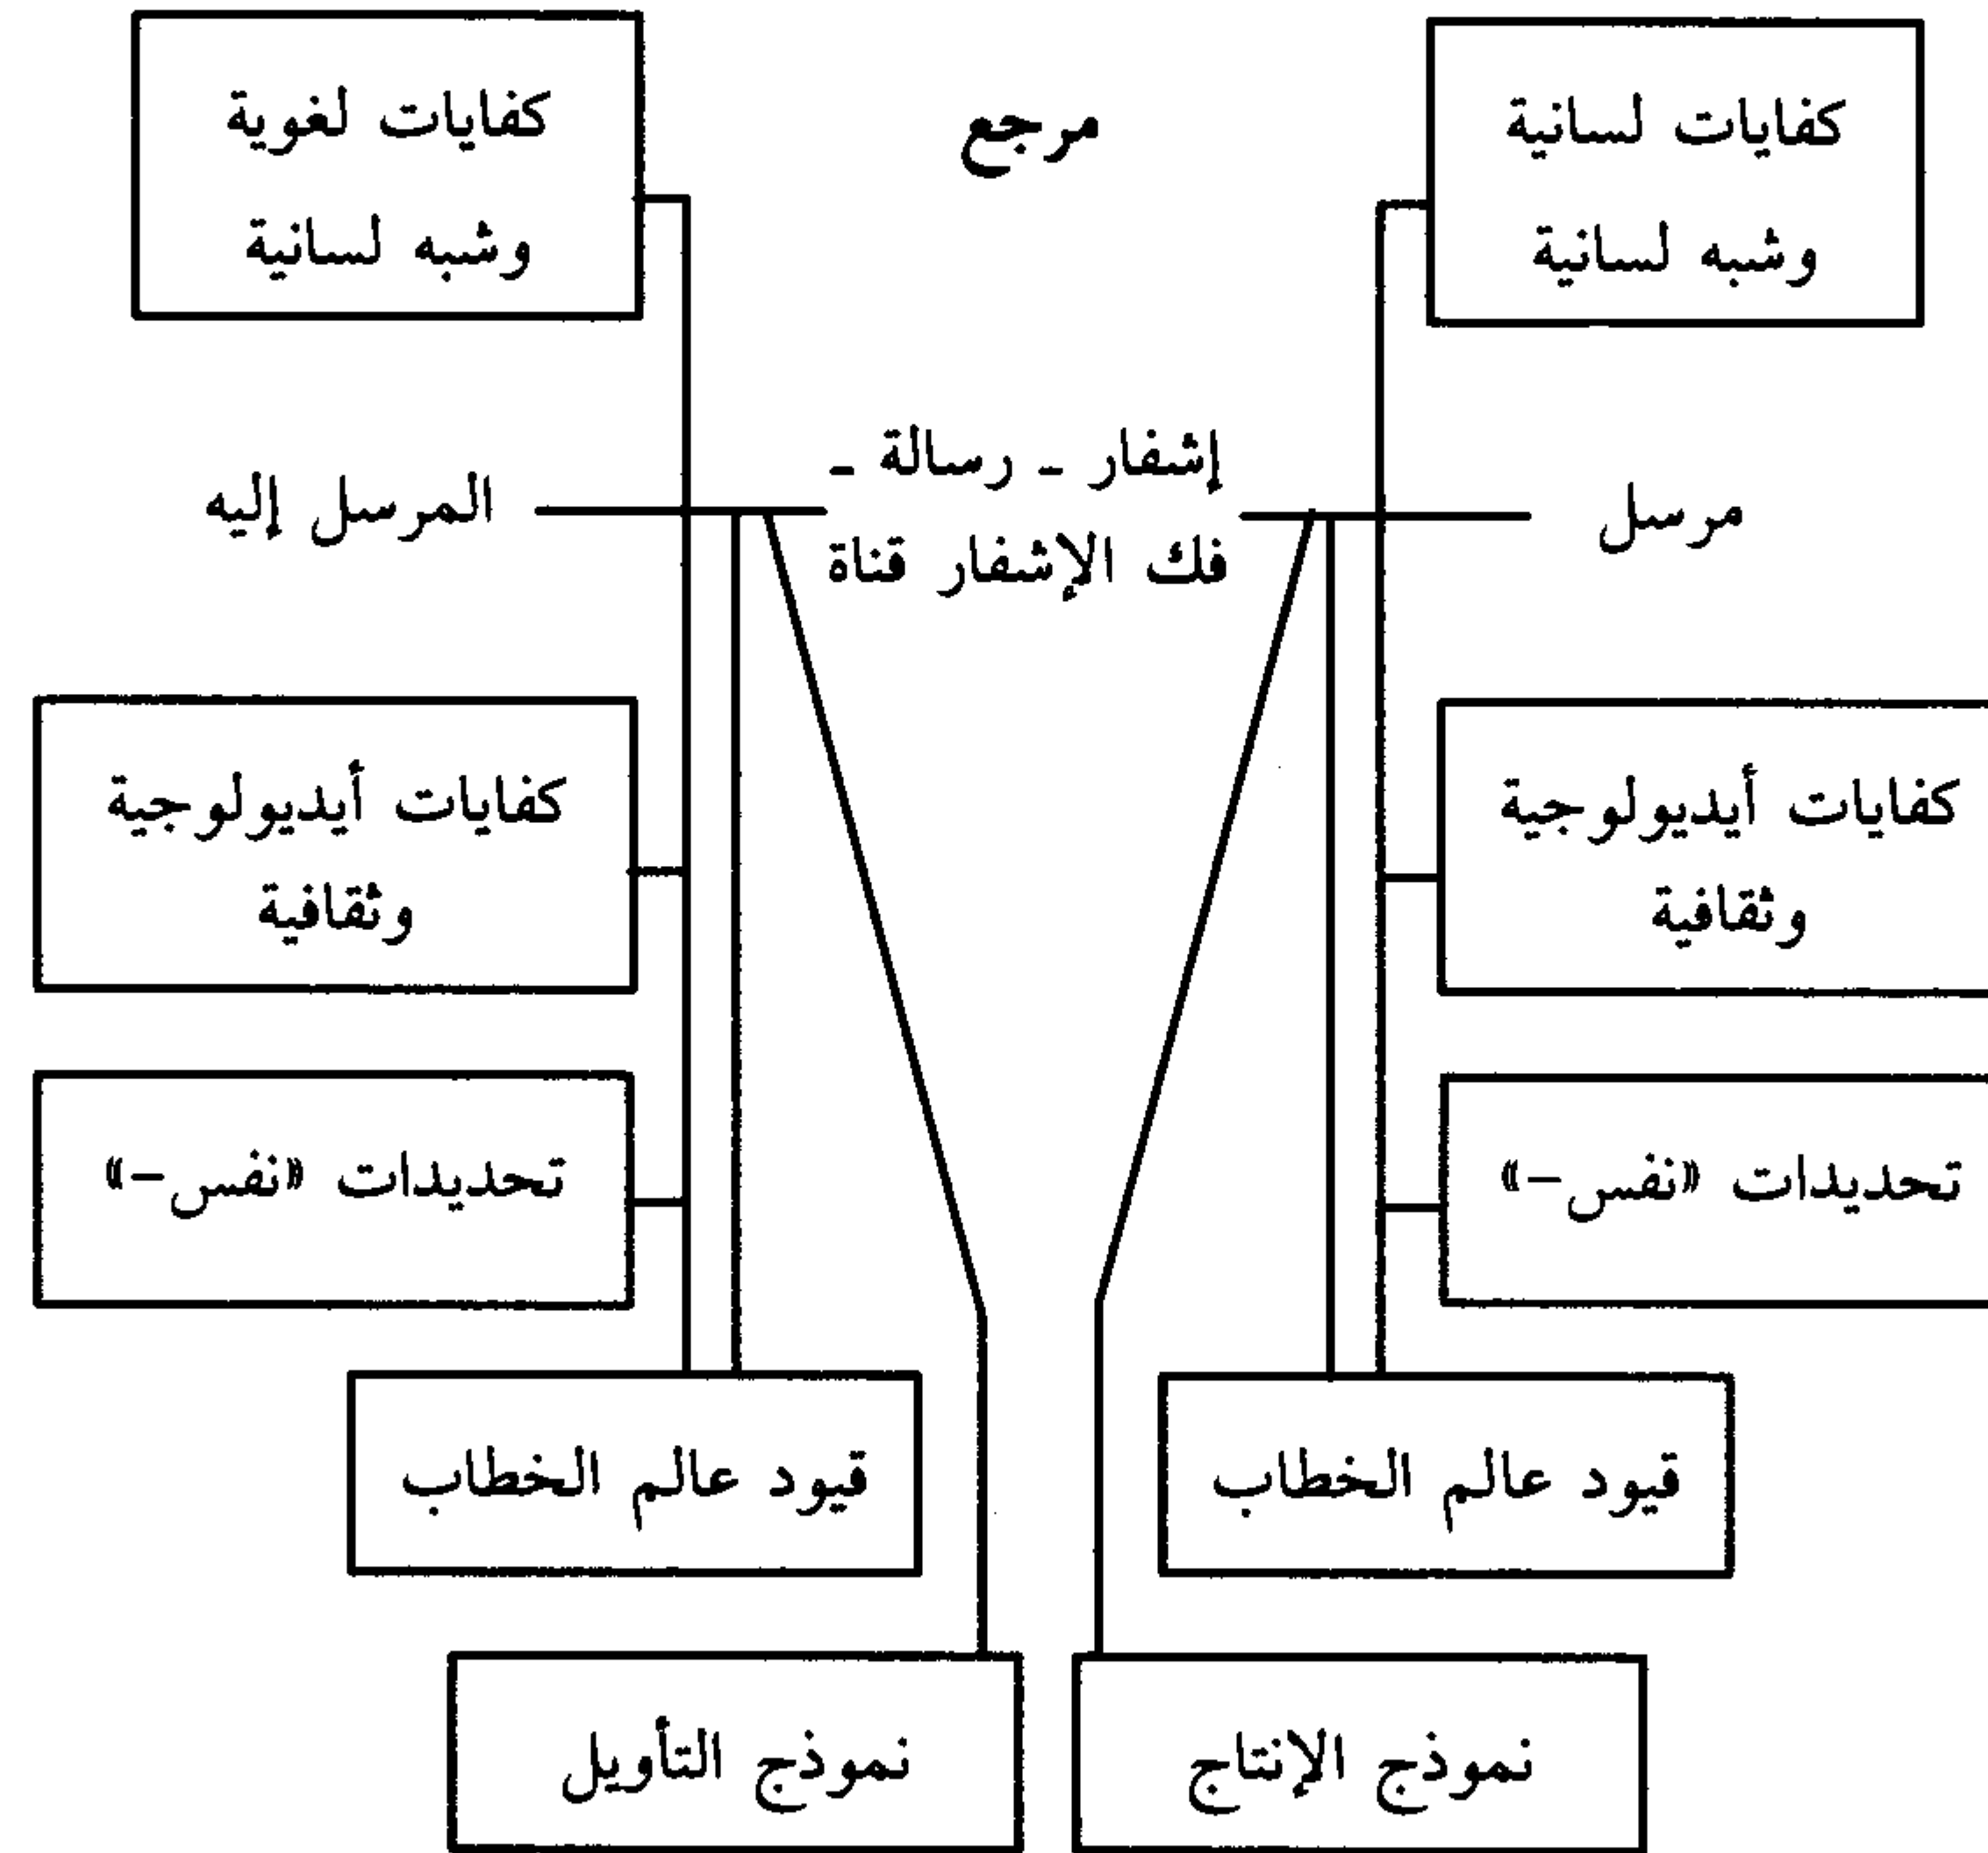 كفايات لسانية
وشبه لسانية
مرجع
كفايات لغوية
وشبه لسانية
مرسل
إشفار ـ رسالة ـ
فك الإشفار قناة
المرسل إليه
كفايات أيديولوجية
وثقافية
كفايات أيديولوجية
وثقافية
تحديدات «نفس–»
تحديدات «نفس–»
قيود عالم الخطاب
قيود عالم الخطاب
نموذج الإنتاج
نموذج التأويل